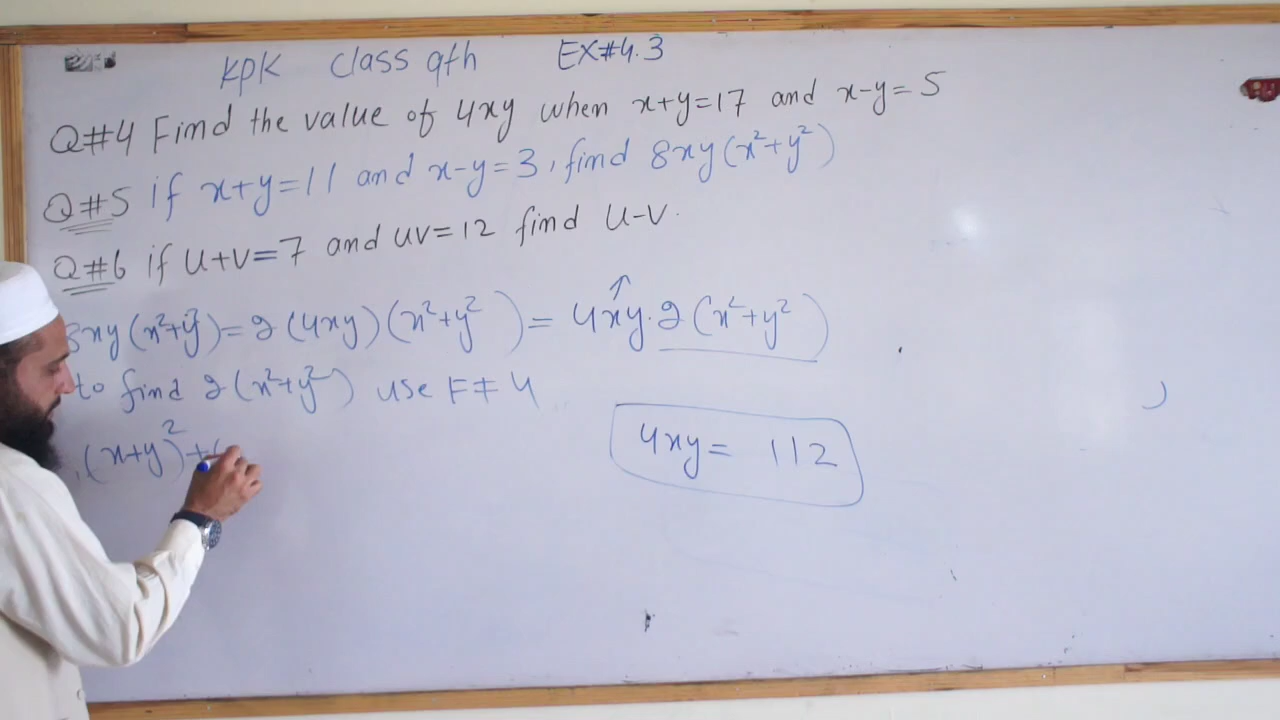 KPK class 9th EX#4.3
Q#4 Find the value of 4xy when x+y=17 and x-y=5
Q#5 if x+y=11 and x-y=3, find 8xy(x²+y²)
Q#6 if U+V=7 and UV=12 find U-V.
8xy(x²+y²)=2(4xy)(x²+y²)=4xy.2(x²+y²)
to find 2(x²+y²) use F#4
(x+y)²+(
4xy= 112